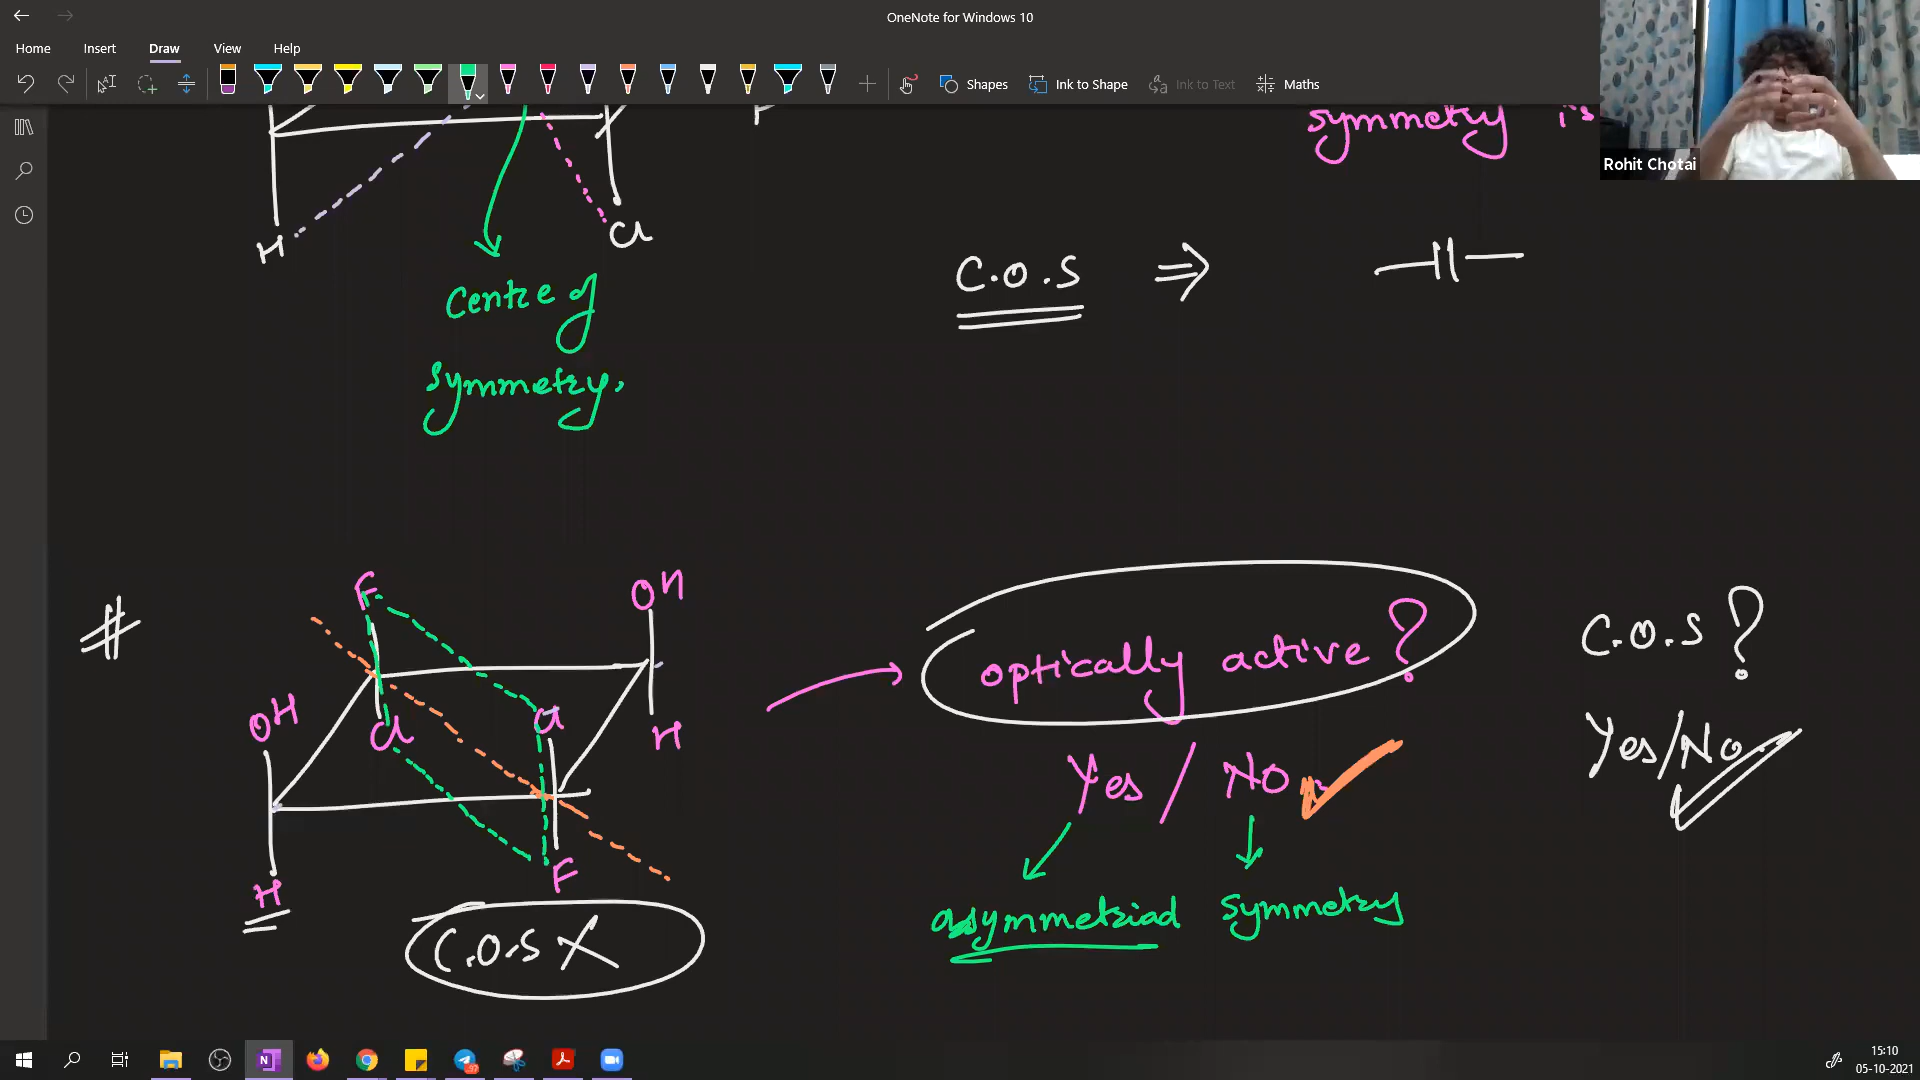 OneNote for Windows 10
Home Insert Draw View Help
Shapes Ink to Shape Ink to Text Maths
Rohit Chotai
symmetry is
H
Cl
Centre of
symmetry.
C.O.S ⇒
#
F
OH
OH
Cl
Cl
H
H
F
C.O.S X
optically active?
Yes / No
asymmetrical symmetry
C.O.S?
Yes/No
15:10
05-10-2021